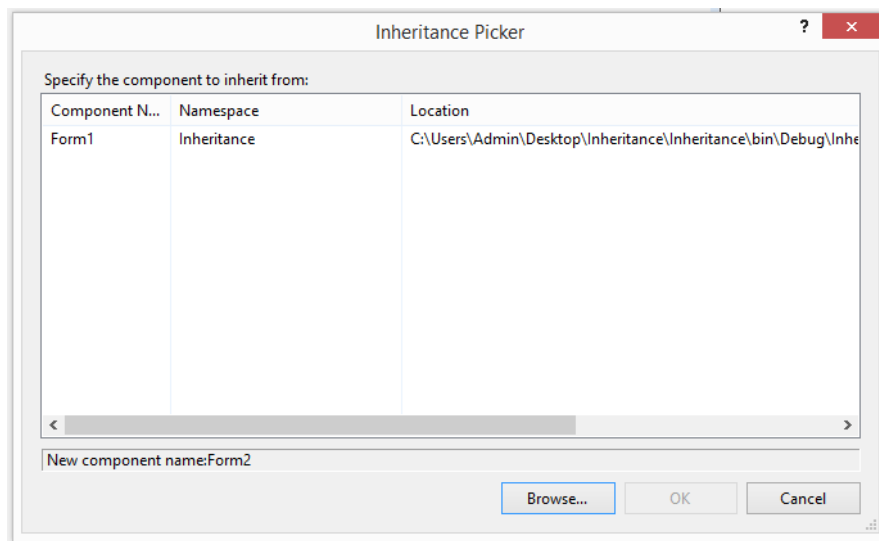 Inheritance Picker
Specify the component to inherit from:
Component N... Namespace Location
Form1 Inheritance C:\Users\Admin\Desktop\Inheritance\Inheritance\bin\Debug\Inhe
New component name:Form2
Browse... OK Cancel